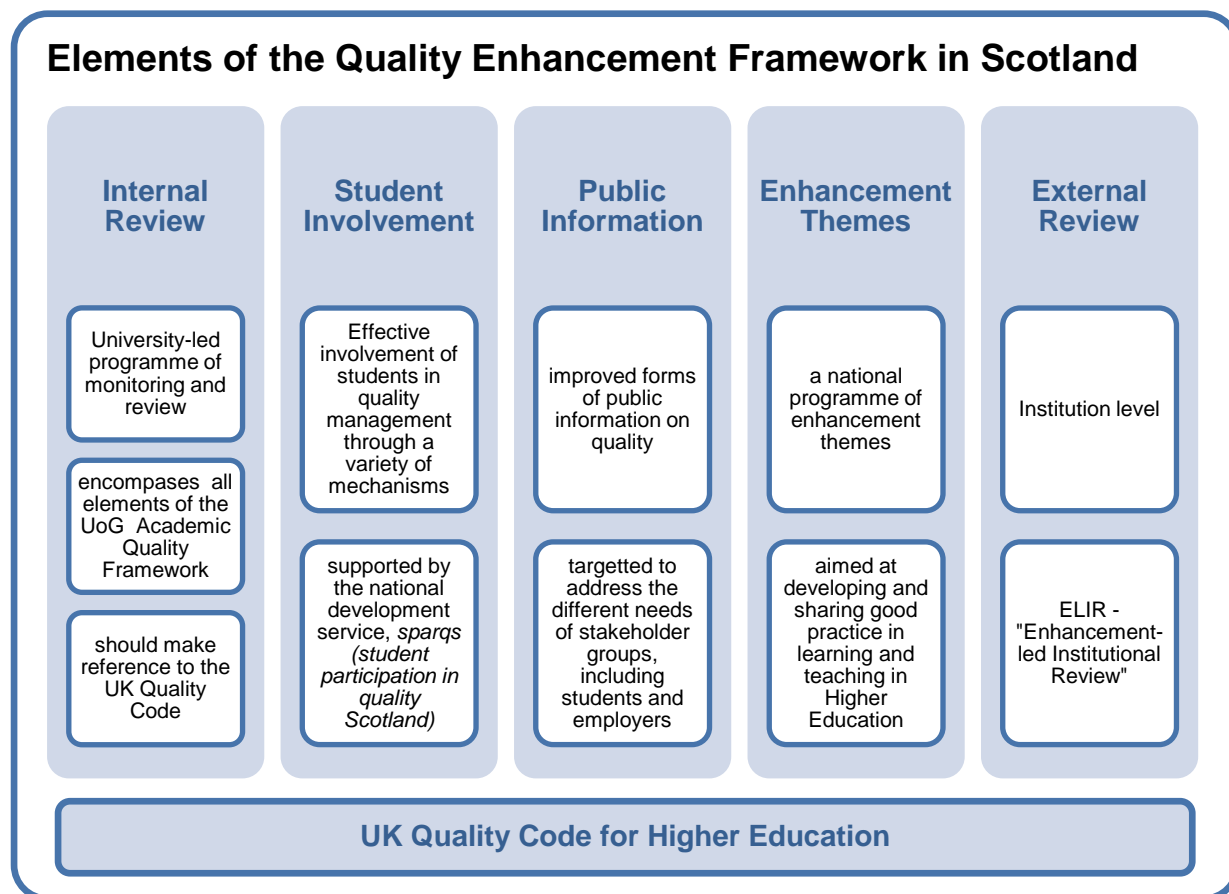 Elements of the Quality Enhancement Framework in Scotland
Internal
Review
University-led
programme of
monitoring and
review
encompases  all
elements of the
UoG  Academic
Quality
Framework
should make
reference to the
UK Quality
Code
Student
Involvement
Effective
involvement of
students in
quality
management
through a
variety of
mechanisms
supported by
the national
development
service, sparqs
(student
participation in
quality
Scotland)
Public
Information
improved forms
of public
information on
quality
targetted to
address the
different needs
of stakeholder
groups,
including
students and
employers
Enhancement
Themes
a national
programme of
enhancement
themes
aimed at
developing and
sharing good
practice in
learning and
teaching in
Higher
Education
External
Review
Institution level
ELIR -
"Enhancement-
led Institutional
Review"
UK Quality Code for Higher Education